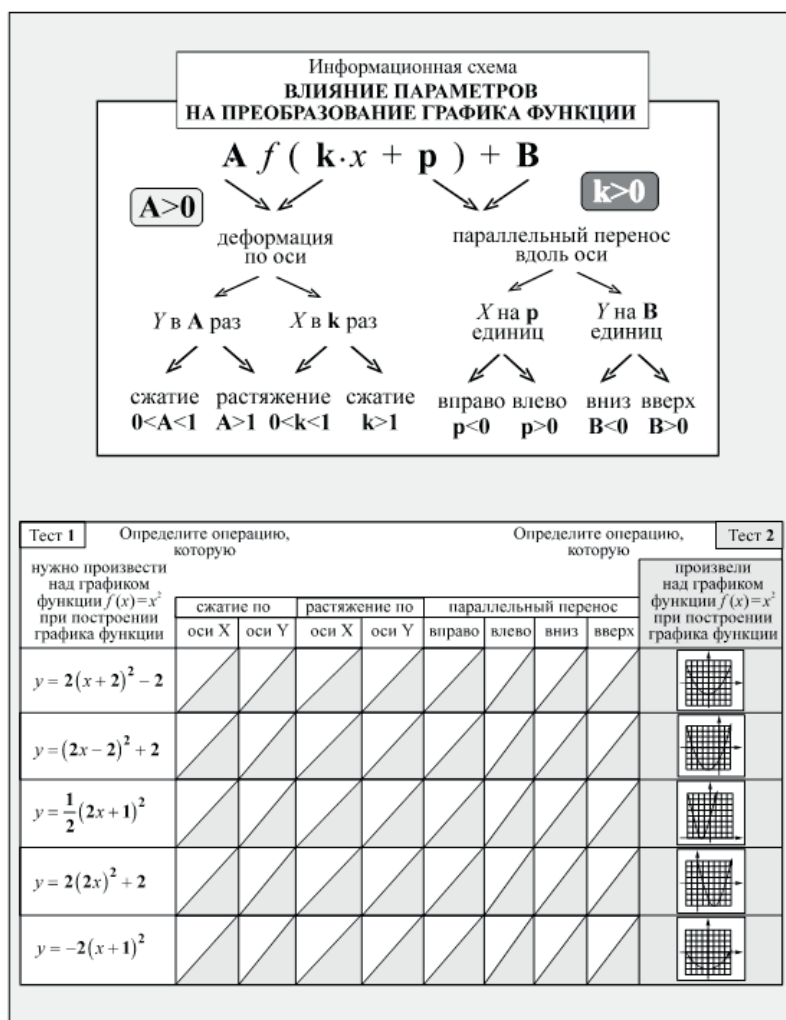 Информационная схема
ВЛИЯНИЕ ПАРАМЕТРОВ
НА ПРЕОБРАЗОВАНИЕ ГРАФИКА ФУНКЦИИ
A f ( k·x + p ) + B
A>0
k>0
деформация
по оси
параллельный перенос
вдоль оси
Y в A раз
X в k раз
X на p
единиц
Y на B
единиц
сжатие растяжение сжатие
0<A<1 A>1 0<k<1 k>1
вправо влево вниз вверх
p<0 p>0 B<0 B>0
Тест 1
Определите операцию,
которую
нужно произвести
над графиком
функции f(x)=x²
при построении
графика функции
Определите операцию,
которую
Тест 2
произвели
над графиком
функции f(x)=x²
при построении
графика функции
сжатие по растяжение по параллельный перенос
оси X оси Y оси X оси Y вправо влево вниз вверх
y = 2(x+2)² − 2
y = (2x − 2)² + 2
y = 1/2 (2x+1)²
y = 2(2x)² + 2
y = −2(x+1)²